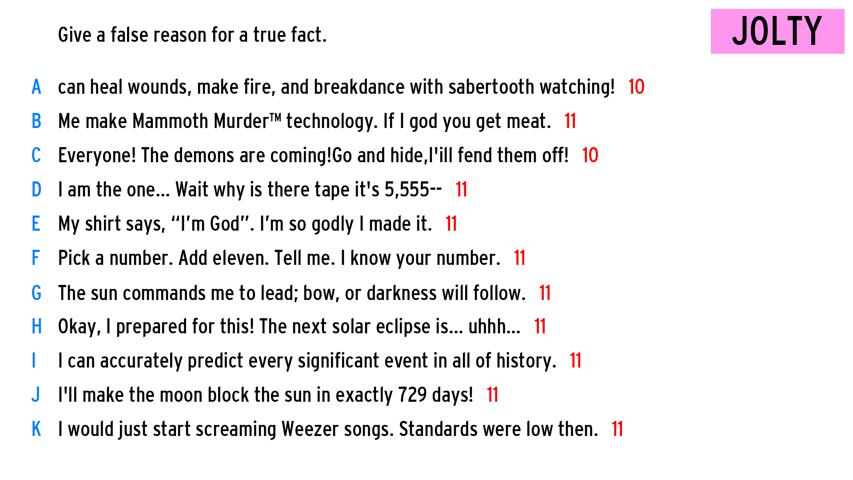 Give a false reason for a true fact.
JOLTY
A can heal wounds, make fire, and breakdance with sabertooth watching! 10
B Me make Mammoth Murder™ technology. If I god you get meat. 11
C Everyone! The demons are coming!Go and hide,I'ill fend them off! 10
D I am the one... Wait why is there tape it's 5,555-- 11
E My shirt says, “I’m God”. I’m so godly I made it. 11
F Pick a number. Add eleven. Tell me. I know your number. 11
G The sun commands me to lead; bow, or darkness will follow. 11
H Okay, I prepared for this! The next solar eclipse is... uhhh... 11
I I can accurately predict every significant event in all of history. 11
J I'll make the moon block the sun in exactly 729 days! 11
K I would just start screaming Weezer songs. Standards were low then. 11